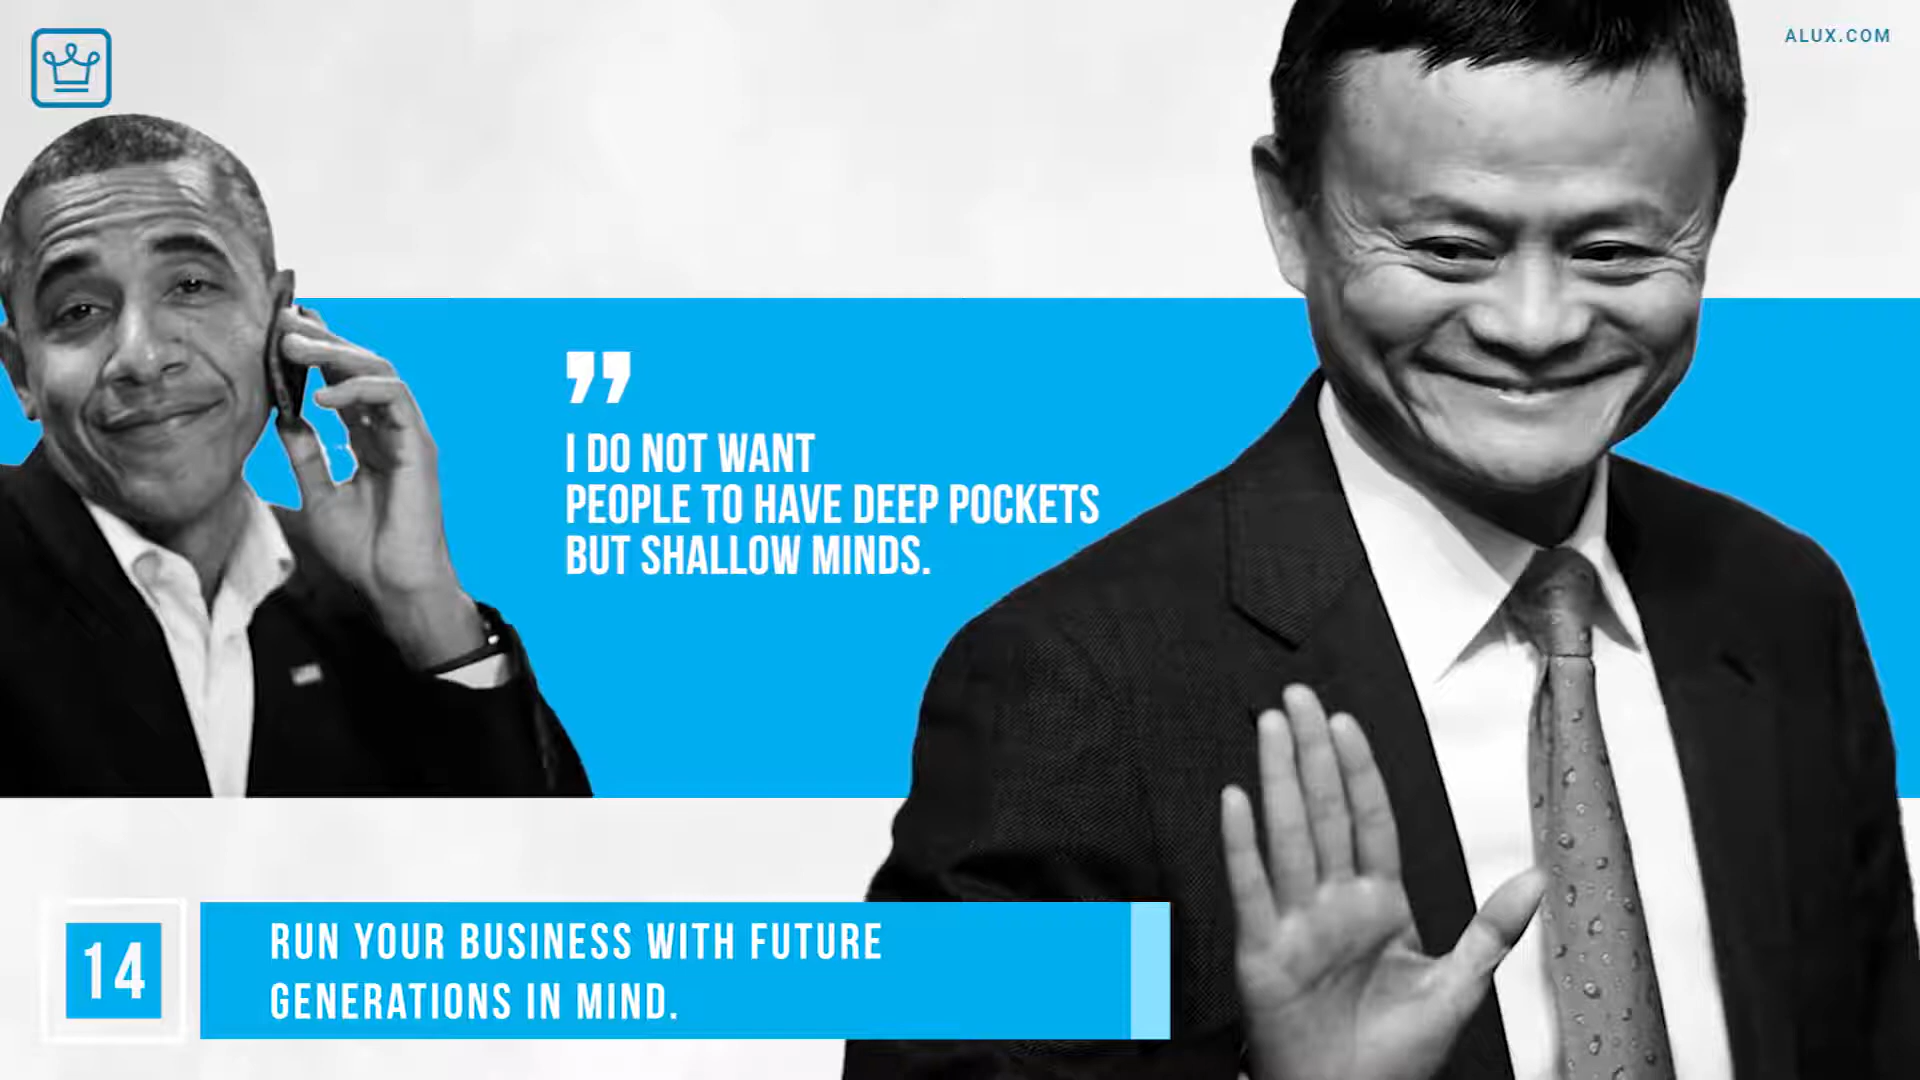 ALUX.COM
”
I DO NOT WANT
PEOPLE TO HAVE DEEP POCKETS
BUT SHALLOW MINDS.
14
RUN YOUR BUSINESS WITH FUTURE
GENERATIONS IN MIND.